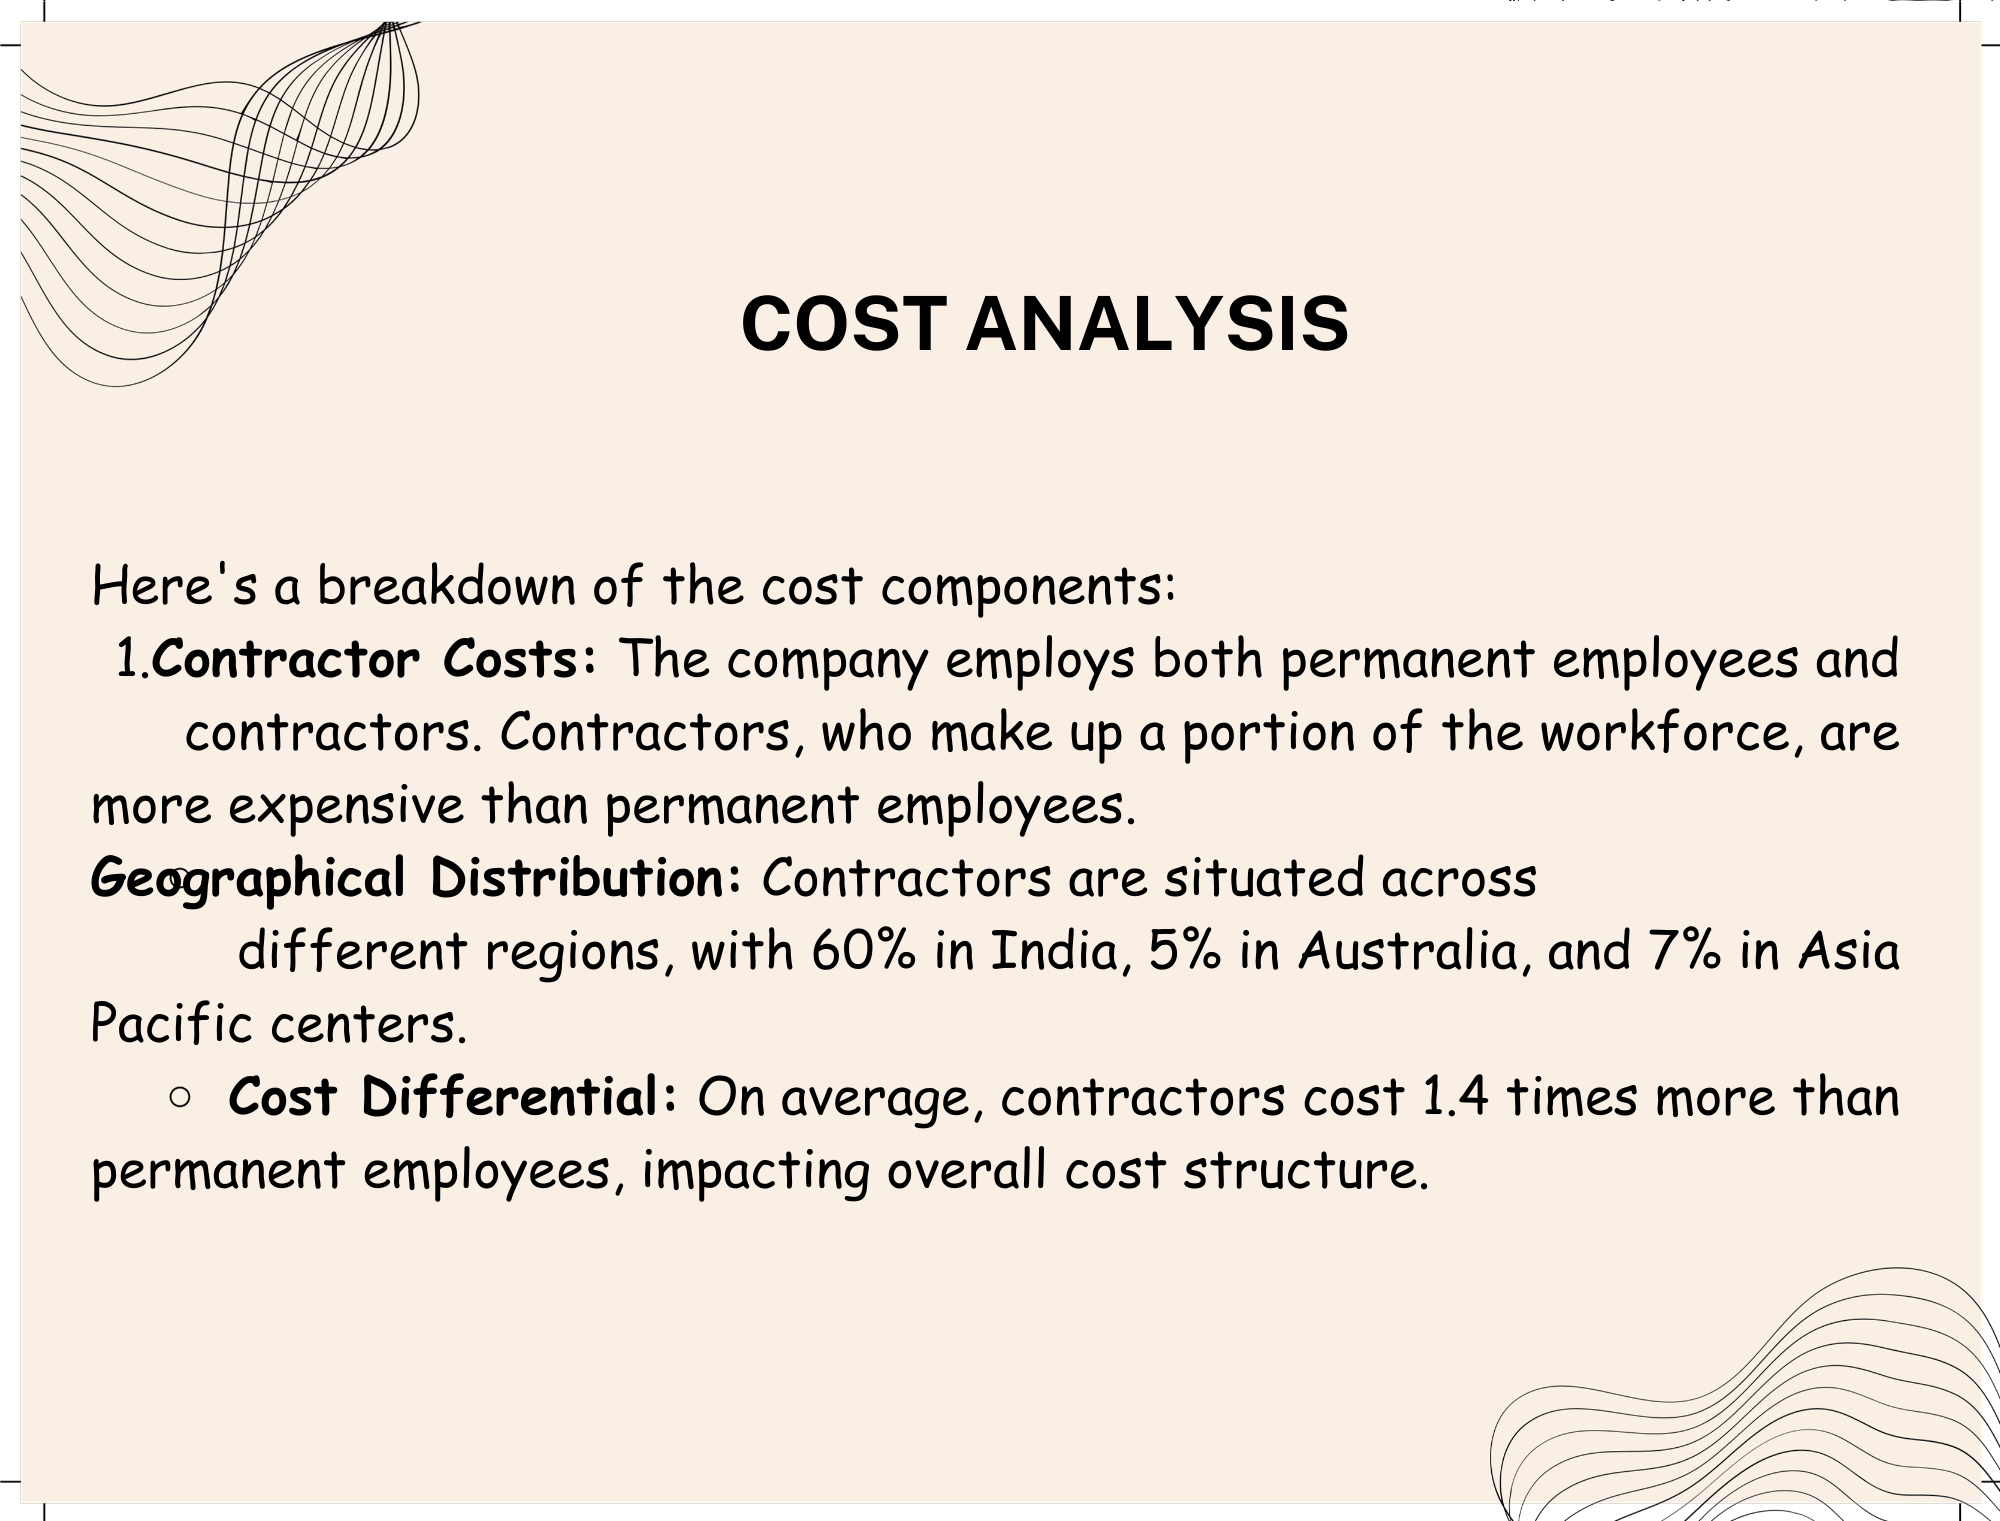 COST ANALYSIS
Here's a breakdown of the cost components:
1.Contractor Costs: The company employs both permanent employees and
contractors. Contractors, who make up a portion of the workforce, are
more expensive than permanent employees.
Geographical Distribution: Contractors are situated across
different regions, with 60% in India, 5% in Australia, and 7% in Asia
Pacific centers.
○ Cost Differential: On average, contractors cost 1.4 times more than
permanent employees, impacting overall cost structure.